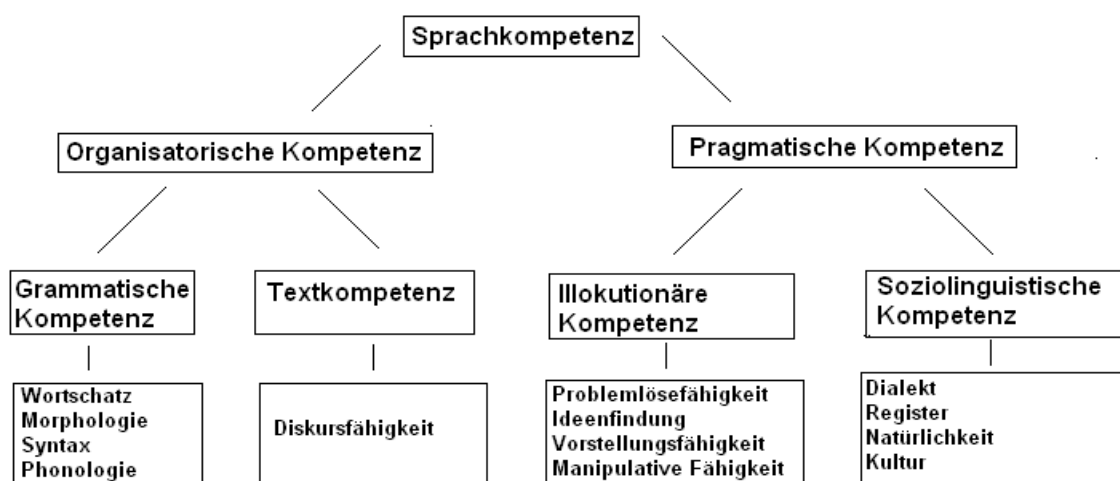 Sprachkompetenz
Organisatorische Kompetenz
Pragmatische Kompetenz
Grammatische
Kompetenz
Textkompetenz
Illokutionäre
Kompetenz
Soziolinguistische
Kompetenz
Wortschatz
Morphologie
Syntax
Phonologie
Diskursfähigkeit
Problemlösefähigkeit
Ideenfindung
Vorstellungsfähigkeit
Manipulative Fähigkeit
Dialekt
Register
Natürlichkeit
Kultur